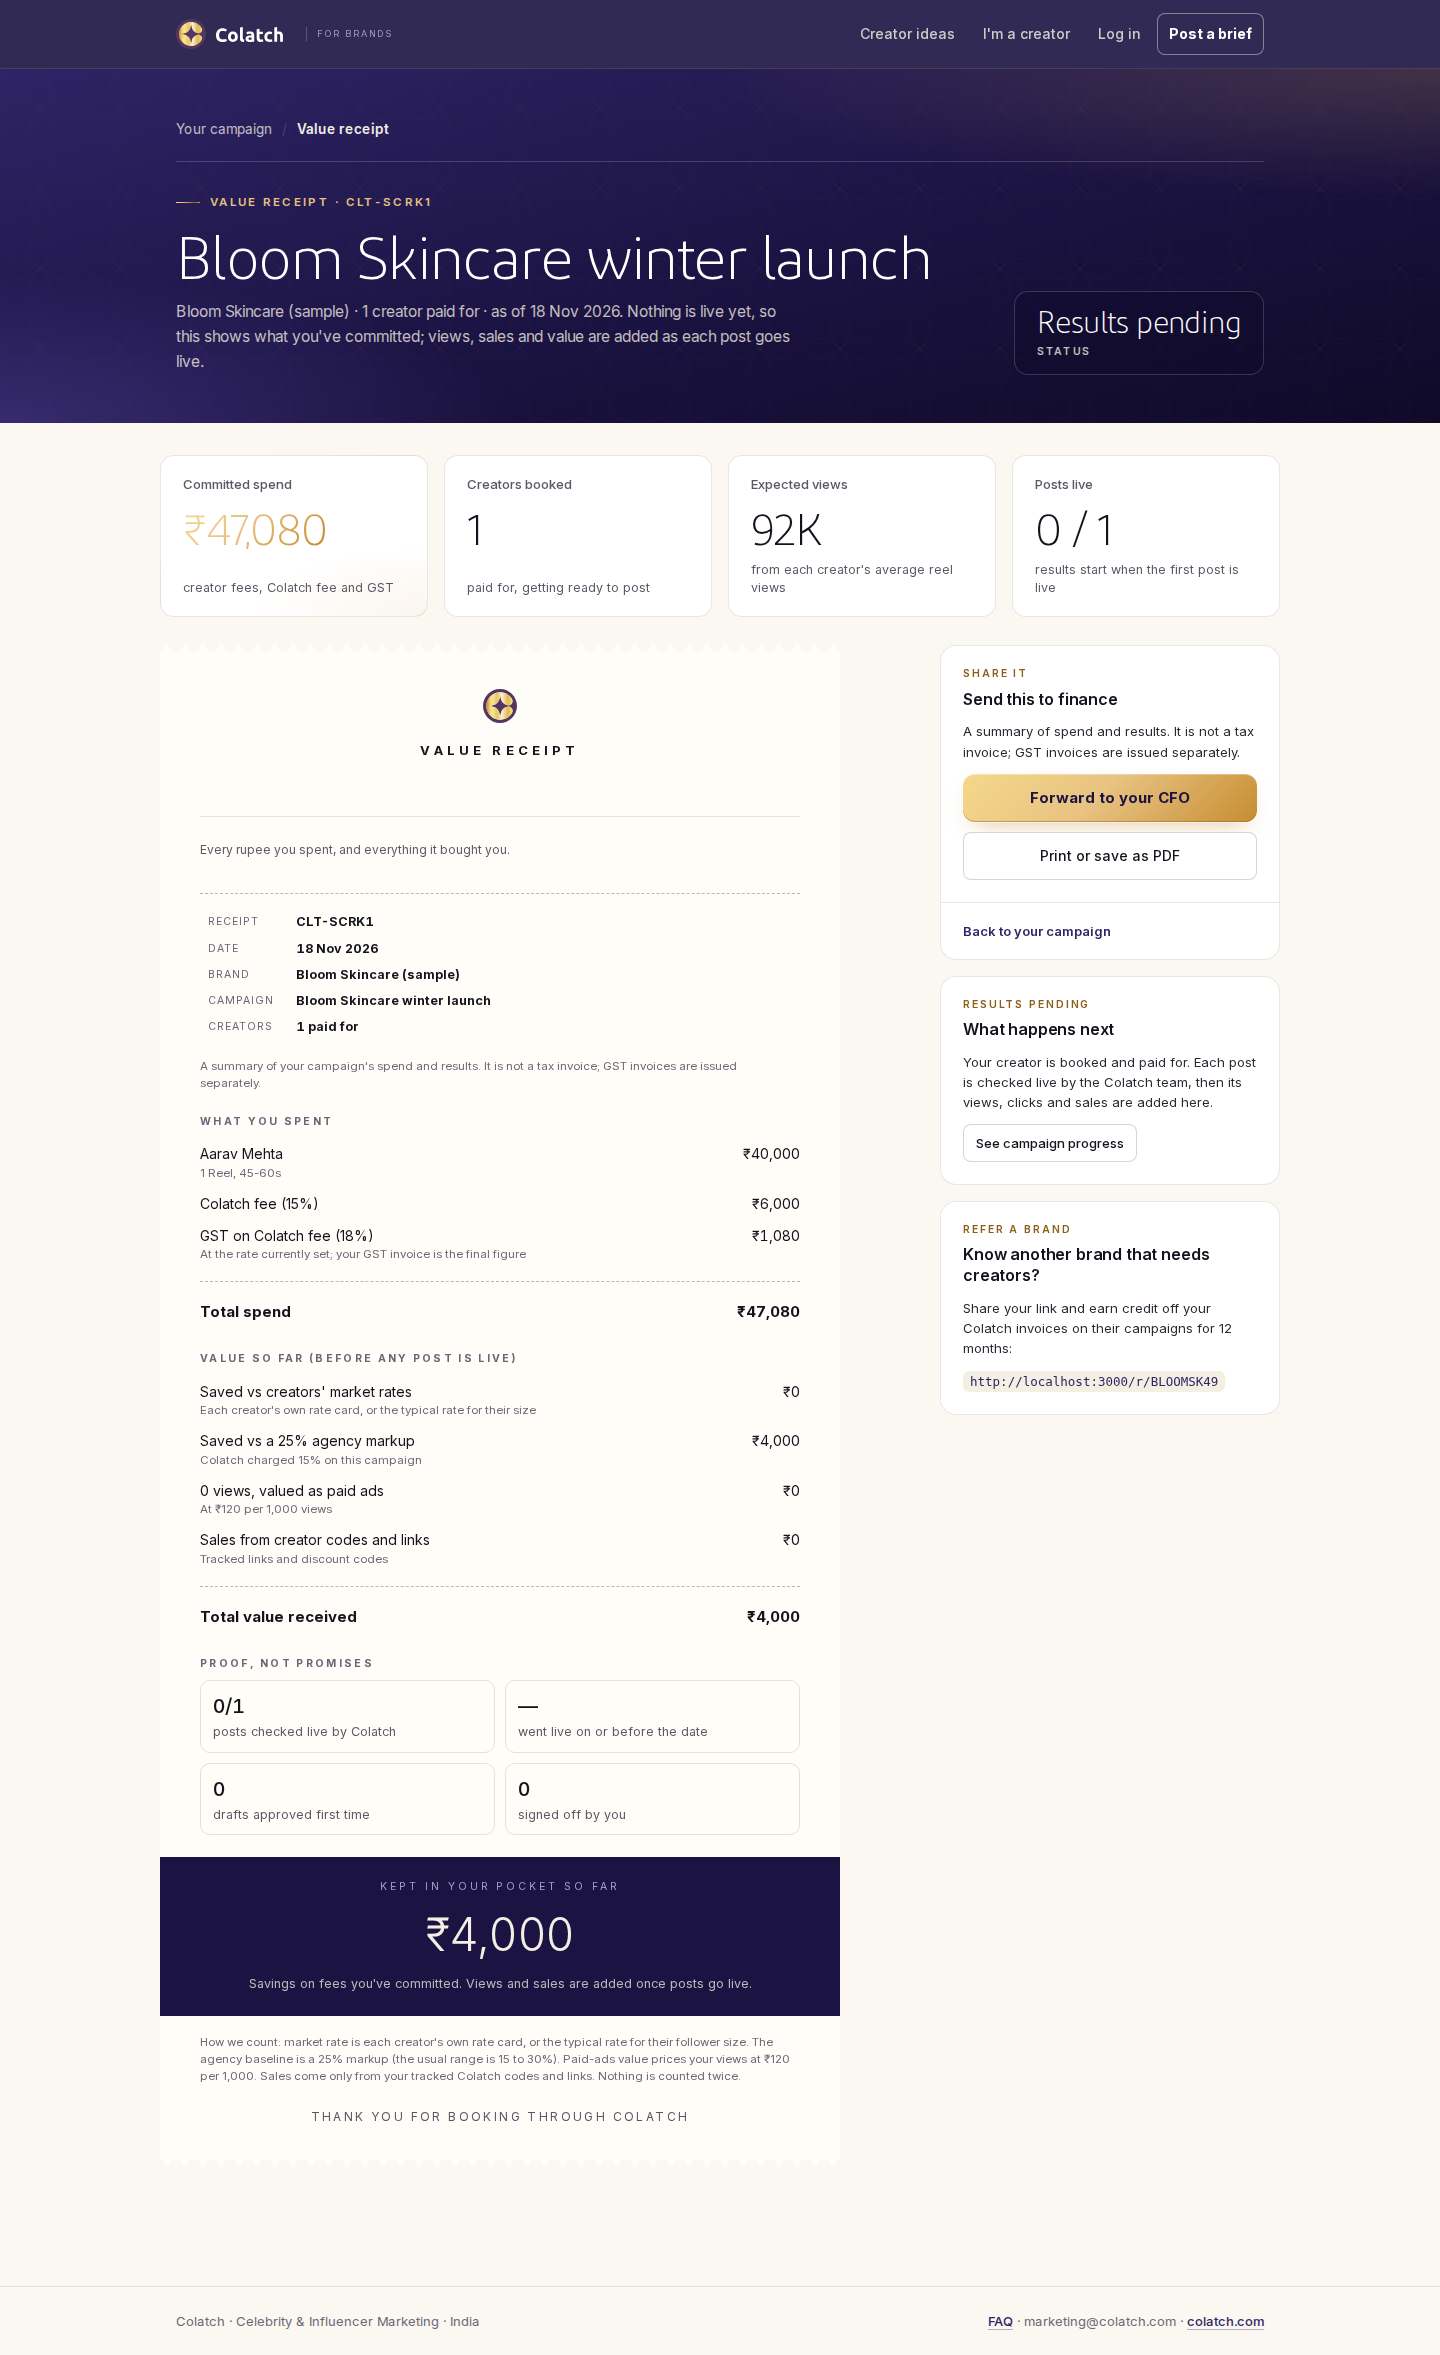 Colatch
FOR BRANDS
Creator ideas
I'm a creator
Log in
Post a brief
Your campaign / Value receipt
VALUE RECEIPT · CLT-SCRK1
Bloom Skincare winter launch
Bloom Skincare (sample) · 1 creator paid for · as of 18 Nov 2026. Nothing is live yet, so
this shows what you've committed; views, sales and value are added as each post goes
live.
Results pending
STATUS
Committed spend
₹47,080
creator fees, Colatch fee and GST
Creators booked
1
paid for, getting ready to post
Expected views
92K
from each creator's average reel
views
Posts live
0 / 1
results start when the first post is
live
VALUE RECEIPT
Every rupee you spent, and everything it bought you.
RECEIPT CLT-SCRK1
DATE 18 Nov 2026
BRAND Bloom Skincare (sample)
CAMPAIGN Bloom Skincare winter launch
CREATORS 1 paid for
A summary of your campaign's spend and results. It is not a tax invoice; GST invoices are issued
separately.
WHAT YOU SPENT
Aarav Mehta ₹40,000
1 Reel, 45-60s
Colatch fee (15%) ₹6,000
GST on Colatch fee (18%) ₹1,080
At the rate currently set; your GST invoice is the final figure
Total spend ₹47,080
VALUE SO FAR (BEFORE ANY POST IS LIVE)
Saved vs creators' market rates ₹0
Each creator's own rate card, or the typical rate for their size
Saved vs a 25% agency markup ₹4,000
Colatch charged 15% on this campaign
0 views, valued as paid ads ₹0
At ₹120 per 1,000 views
Sales from creator codes and links ₹0
Tracked links and discount codes
Total value received ₹4,000
PROOF, NOT PROMISES
0/1
posts checked live by Colatch
—
went live on or before the date
0
drafts approved first time
0
signed off by you
KEPT IN YOUR POCKET SO FAR
₹4,000
Savings on fees you've committed. Views and sales are added once posts go live.
How we count: market rate is each creator's own rate card, or the typical rate for their follower size. The
agency baseline is a 25% markup (the usual range is 15 to 30%). Paid-ads value prices your views at ₹120
per 1,000. Sales come only from your tracked Colatch codes and links. Nothing is counted twice.
THANK YOU FOR BOOKING THROUGH COLATCH
SHARE IT
Send this to finance
A summary of spend and results. It is not a tax
invoice; GST invoices are issued separately.
Forward to your CFO
Print or save as PDF
Back to your campaign
RESULTS PENDING
What happens next
Your creator is booked and paid for. Each post
is checked live by the Colatch team, then its
views, clicks and sales are added here.
See campaign progress
REFER A BRAND
Know another brand that needs
creators?
Share your link and earn credit off your
Colatch invoices on their campaigns for 12
months:
http://localhost:3000/r/BLOOMSK49
Colatch · Celebrity & Influencer Marketing · India
FAQ · marketing@colatch.com · colatch.com